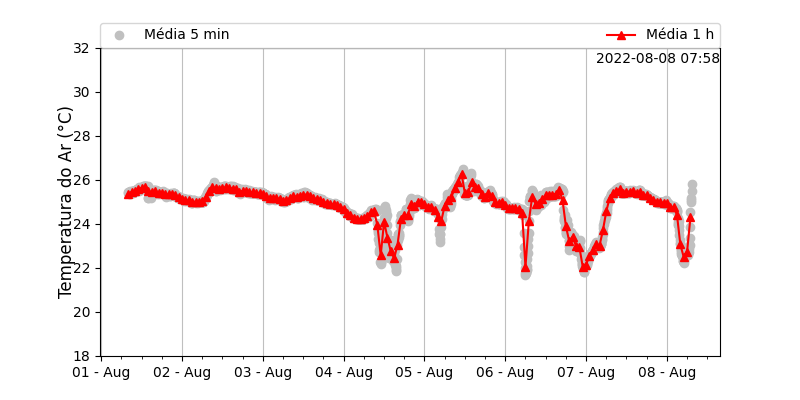 Média 5 min
Média 1 h
2022-08-08 07:58
Temperatura do Ar (°C)
32
30
28
26
24
22
20
18
01 - Aug
02 - Aug
03 - Aug
04 - Aug
05 - Aug
06 - Aug
07 - Aug
08 - Aug